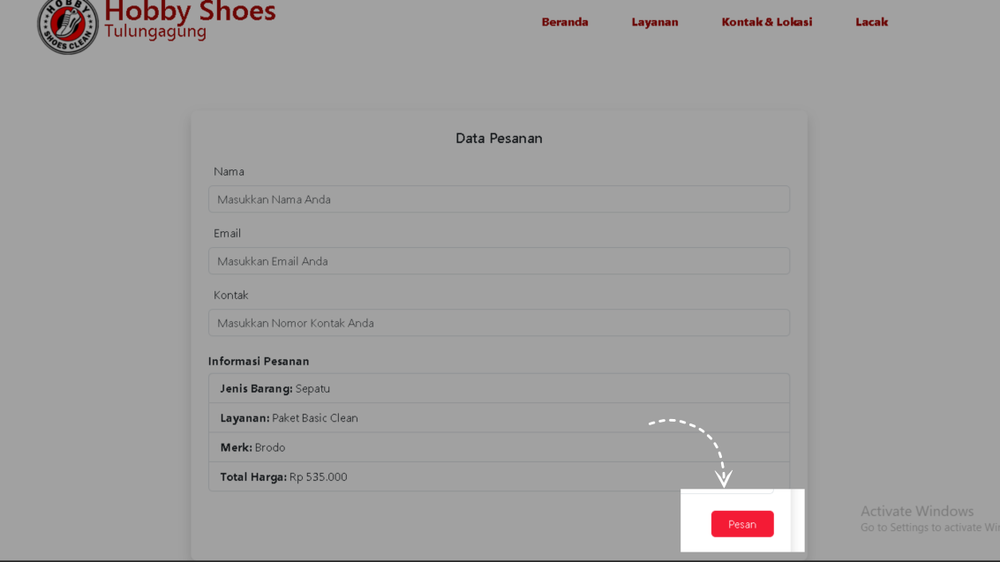 HOBBY
SHOES CLEAN
Hobby Shoes
Tulungagung
Beranda
Layanan
Kontak & Lokasi
Lacak
Data Pesanan
Nama
Masukkan Nama Anda
Email
Masukkan Email Anda
Kontak
Masukkan Nomor Kontak Anda
Informasi Pesanan
Jenis Barang: Sepatu
Layanan: Paket Basic Clean
Merk: Brodo
Total Harga: Rp 535.000
Pesan
Activate Windows
Go to Settings to activate